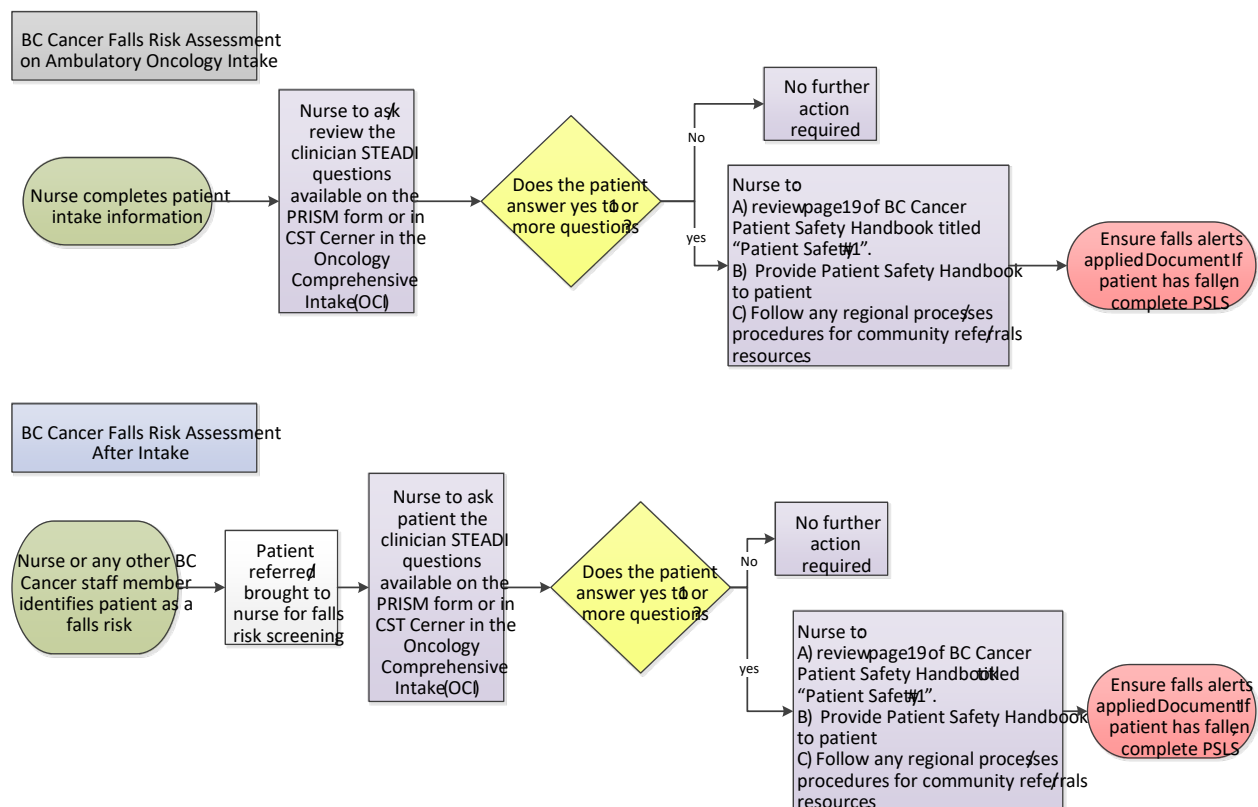 BC Cancer Falls Risk Assessment
on Ambulatory Oncology Intake
Nurse completes patient
intake information
Nurse to ask/
review the
clinician STEADI
questions
available on the
PRISM form or in
CST Cerner in the
Oncology
Comprehensive
Intake (OCI)
Does the patient
answer yes to 1 or
more questions?
No
yes
No further
action
required
Nurse to:
A) review page 19 of BC Cancer
Patient Safety Handbook titled
“Patient Safety #1”.
B) Provide Patient Safety Handbook
to patient
C) Follow any regional processes/
procedures for community referrals/
resources.
Ensure falls alerts
applied. Document. If
patient has fallen,
complete PSLS
BC Cancer Falls Risk Assessment
After Intake
Nurse or any other BC
Cancer staff member
identifies patient as a
falls risk
Patient
referred/
brought to
nurse for falls
risk screening
Nurse to ask
patient the
clinician STEADI
questions
available on the
PRISM form or in
CST Cerner in the
Oncology
Comprehensive
Intake (OCI)
Does the patient
answer yes to 1 or
more questions?
No
yes
No further
action
required
Nurse to:
A) review page 19 of BC Cancer
Patient Safety Handbook titled
“Patient Safety #1”.
B) Provide Patient Safety Handbook
to patient
C) Follow any regional processes/
procedures for community referrals/
resources
Ensure falls alerts
applied. Document. If
patient has fallen,
complete PSLS